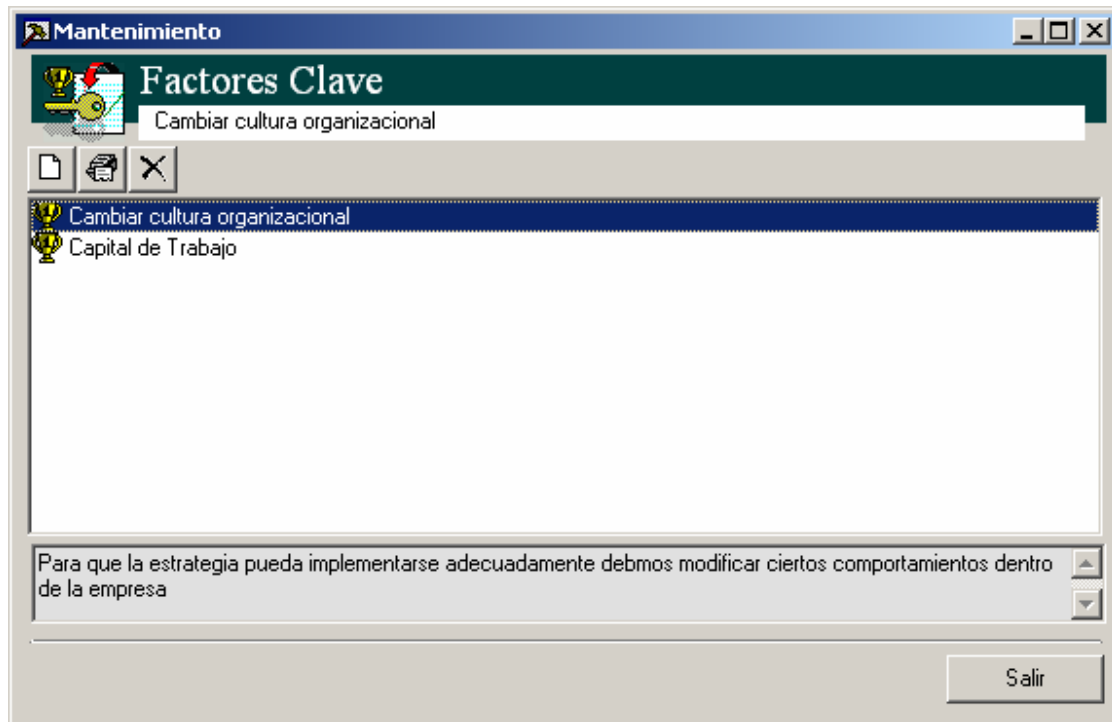 Mantenimiento
Factores Clave
Cambiar cultura organizacional
Cambiar cultura organizacional
Capital de Trabajo
Para que la estrategia pueda implementarse adecuadamente debmos modificar ciertos comportamientos dentro
de la empresa
Salir